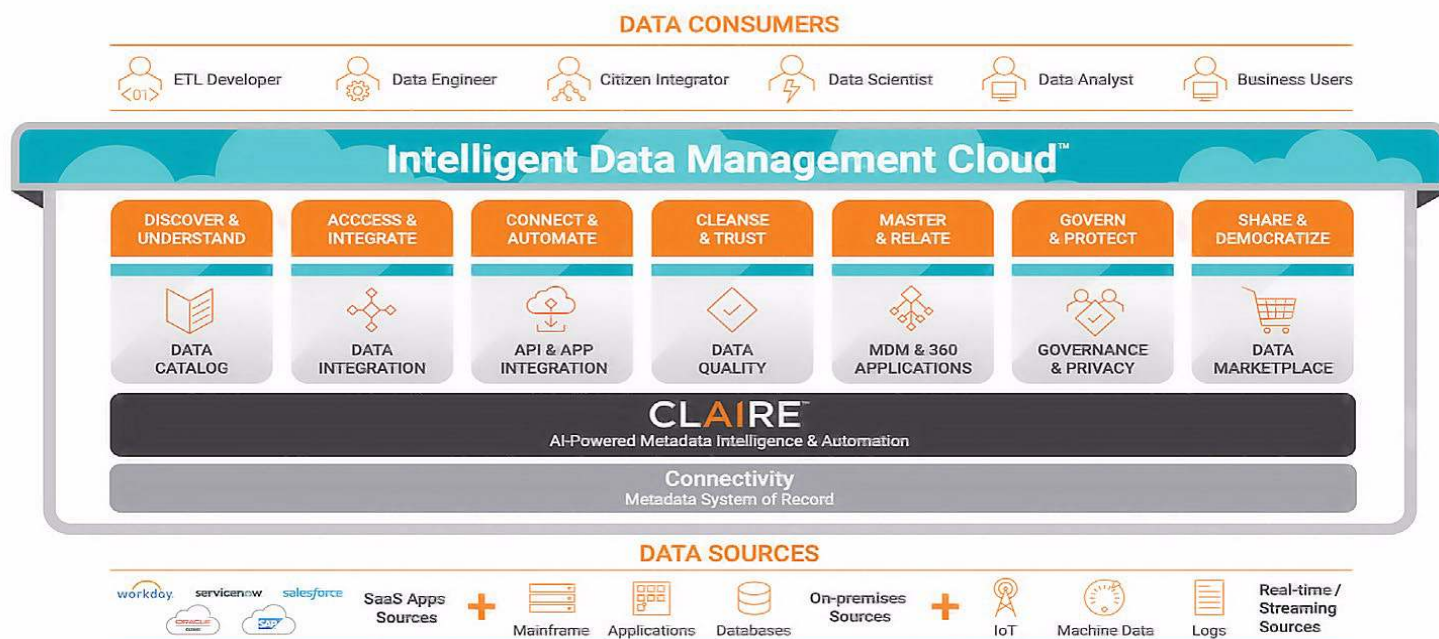 DATA CONSUMERS
<01>
ETL Developer
Data Engineer
Citizen Integrator
Data Scientist
Data Analyst
Business Users
Intelligent Data Management Cloud™
DISCOVER &
UNDERSTAND
ACCCESS &
INTEGRATE
CONNECT &
AUTOMATE
CLEANSE
& TRUST
MASTER
& RELATE
GOVERN
& PROTECT
SHARE &
DEMOCRATIZE
DATA
CATALOG
DATA
INTEGRATION
API & APP
INTEGRATION
DATA
QUALITY
MDM & 360
APPLICATIONS
GOVERNANCE
& PRIVACY
DATA
MARKETPLACE
CLAIRE™
AI-Powered Metadata Intelligence & Automation
Connectivity
Metadata System of Record
DATA SOURCES
workday.
servicenow
salesforce
ORACLE
SAP
SaaS Apps
Sources
+
Mainframe
Applications
Databases
On-premises
Sources
+
IoT
Machine Data
Logs
Real-time /
Streaming
Sources